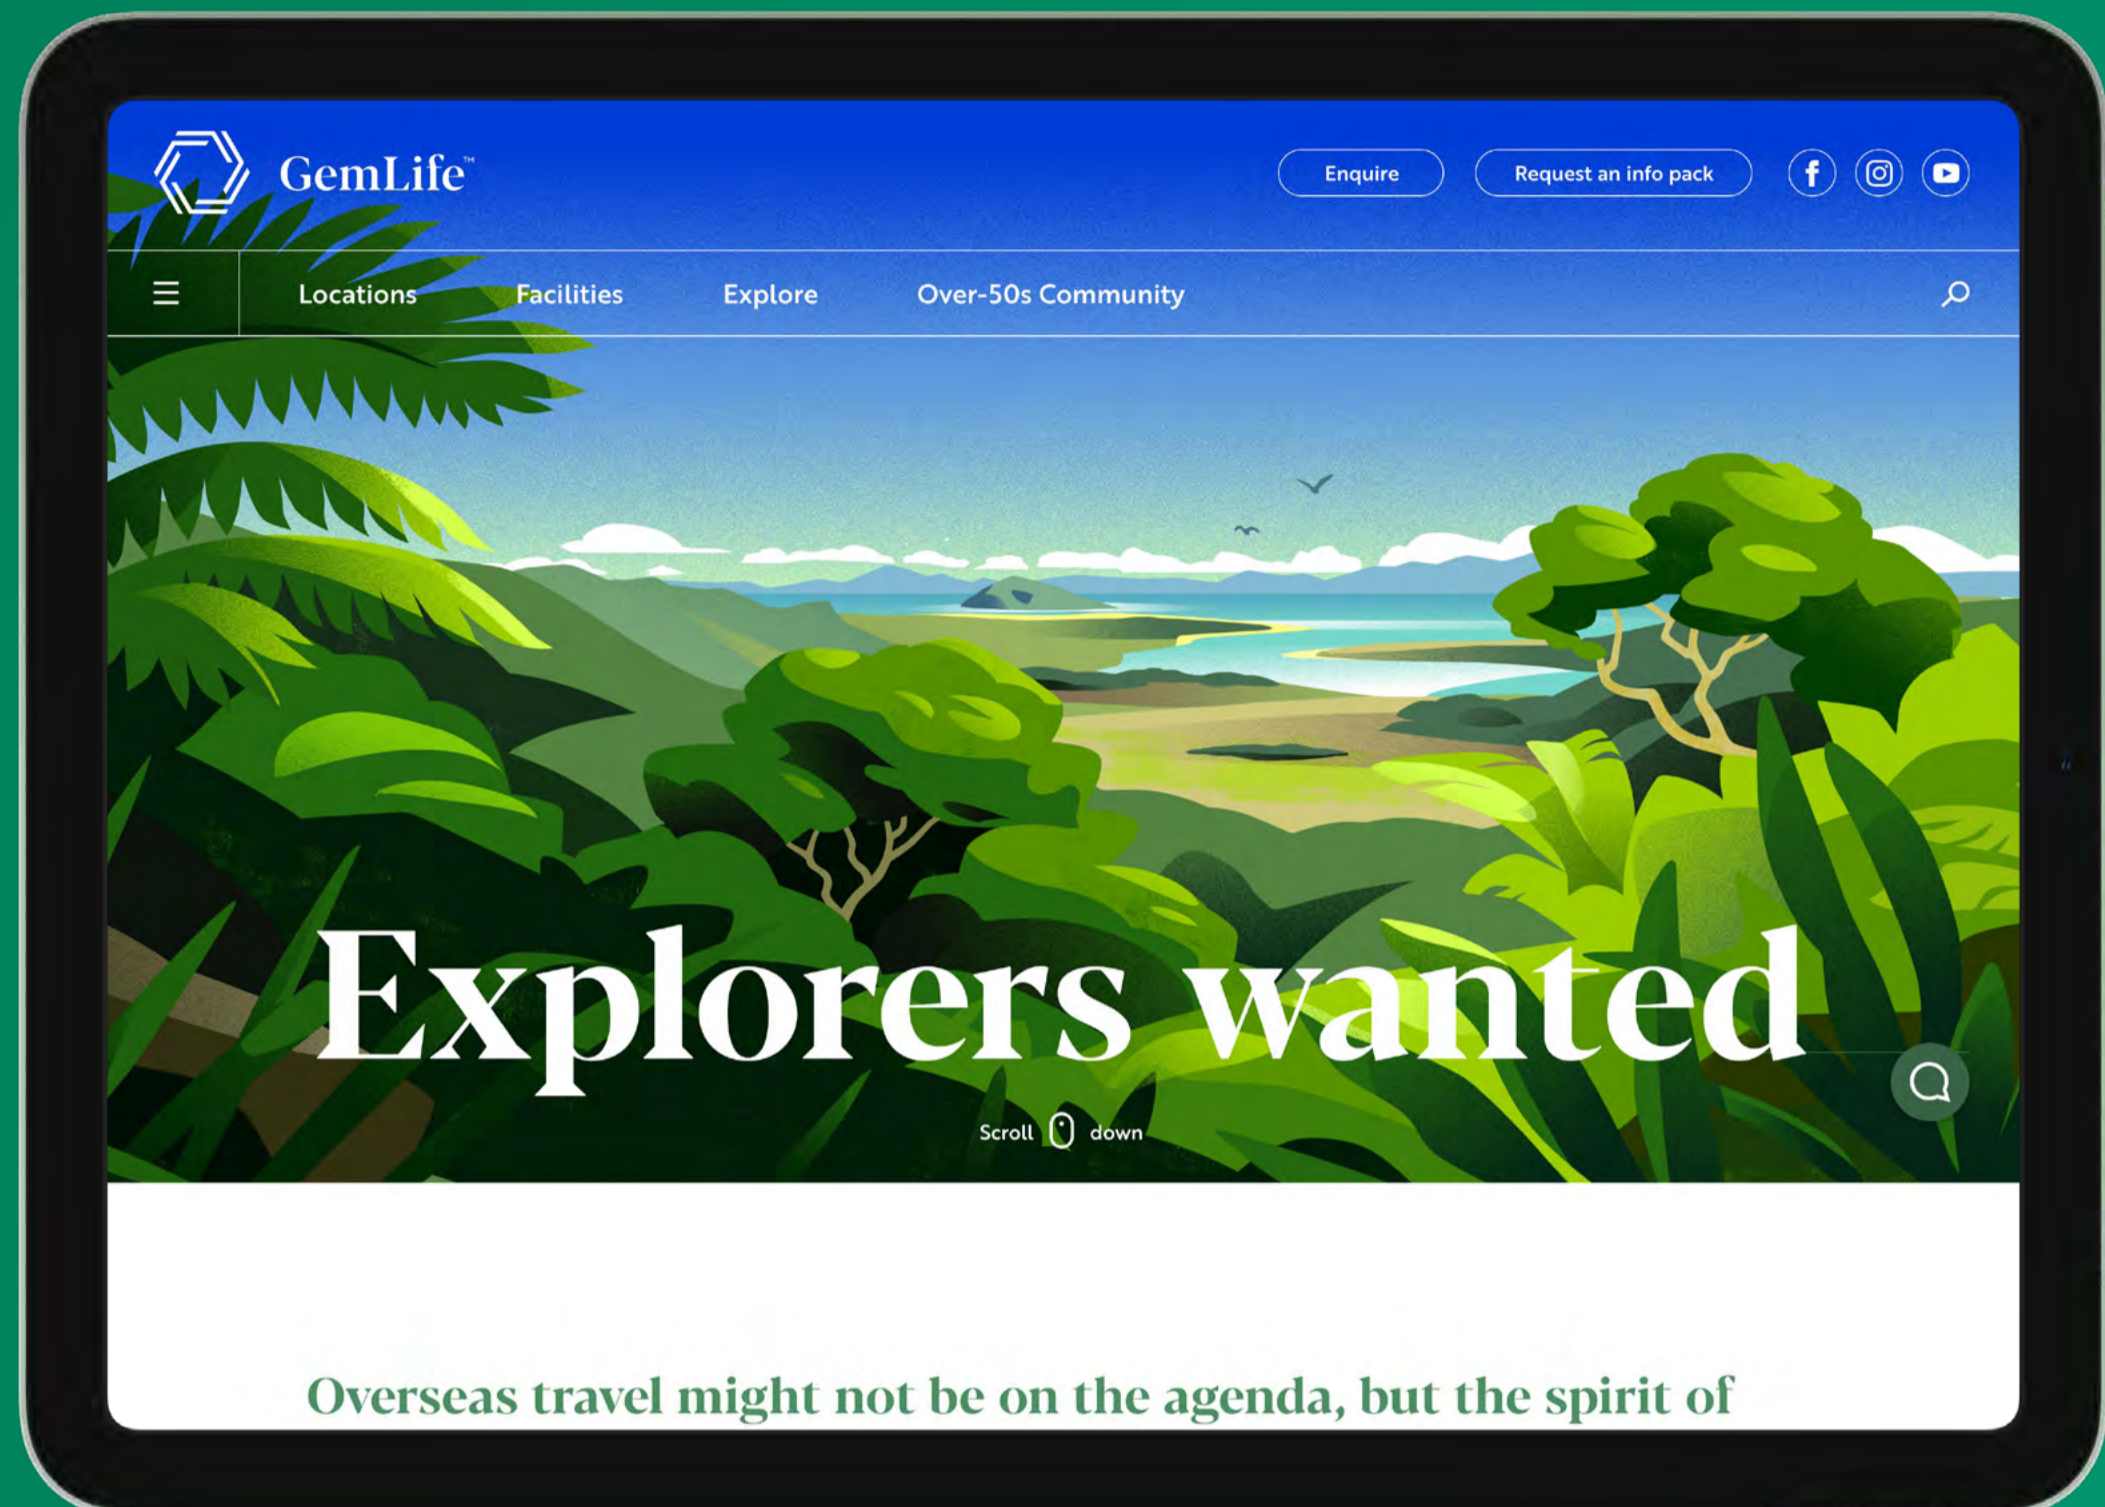 GemLife™
Enquire
Request an info pack
Locations
Facilities
Explore
Over-50s Community
Explorers wanted
Scroll down
Overseas travel might not be on the agenda, but the spirit of